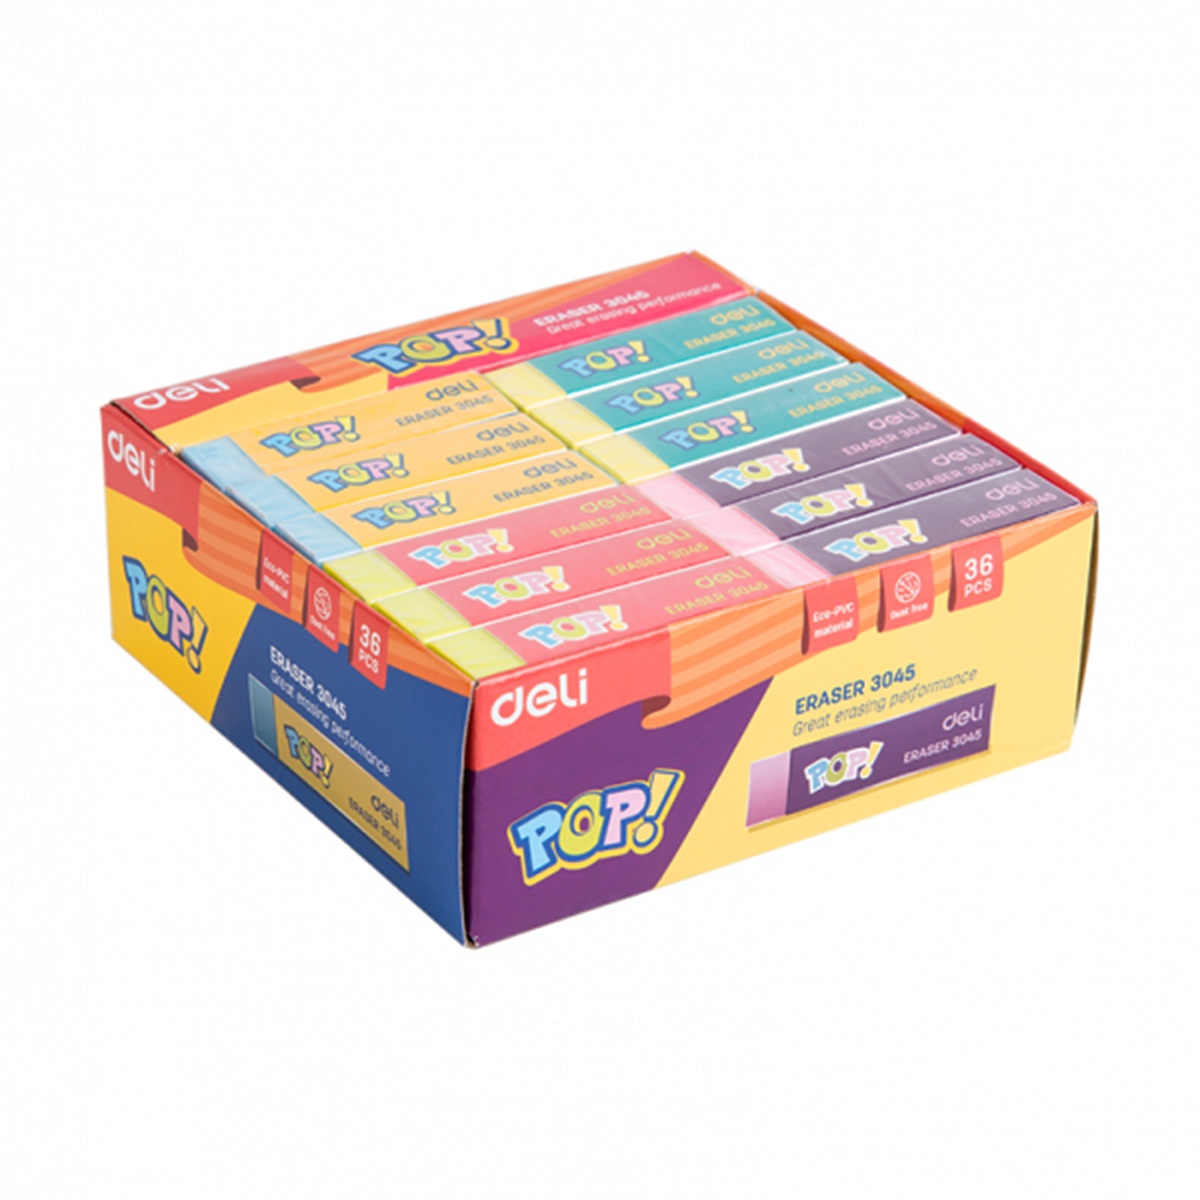 deli
POP!
ERASER 3045
Great erasing performance
POP!
deli
ERASER 3045
POP!
deli
ERASER 3045
POP!
deli
ERASER 3045
POP!
deli
ERASER 3045
POP!
deli
ERASER 3045
POP!
deli
ERASER 3045
POP!
deli
ERASER 3045
POP!
deli
ERASER 3045
POP!
deli
ERASER 3045
POP!
deli
ERASER 3045
POP!
deli
ERASER 3045
POP!
deli
ERASER 3045
deli
POP!
Eco-PVC
material
Dust free
36
PCS
ERASER 3045
Great erasing performance
POP!
deli
ERASER 3045
deli
POP!
Eco-PVC
material
Dust free
36
PCS
ERASER 3045
Great erasing performance
POP!
deli
ERASER 3045